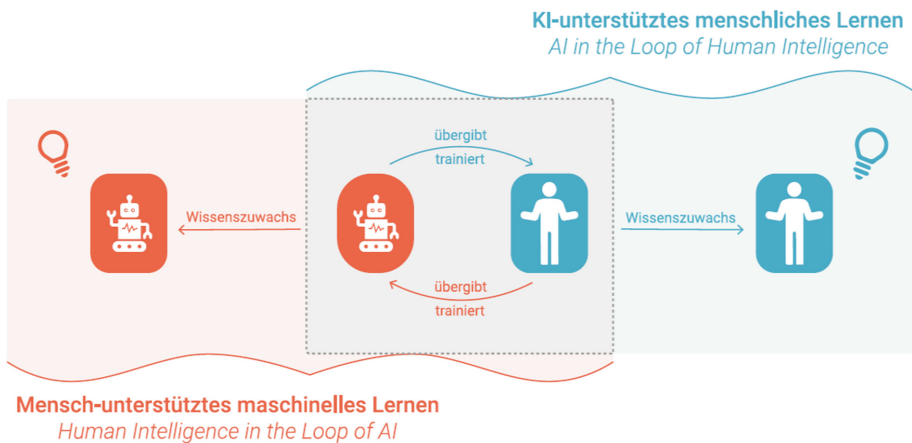 KI-unterstütztes menschliches Lernen
AI in the Loop of Human Intelligence
übergibt
trainiert
Wissenszuwachs
Wissenszuwachs
übergibt
trainiert
Mensch-unterstütztes maschinelles Lernen
Human Intelligence in the Loop of AI